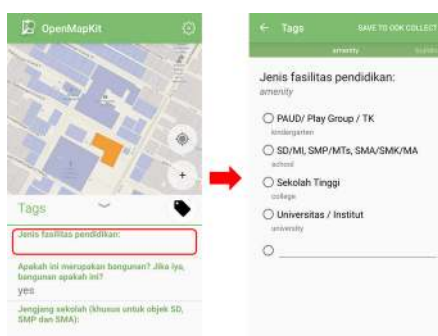 OpenMapKit
Tags
Jenis fasilitas pendidikan:
Apakah ini merupakan bangunan? Jika iya,
bangunan apakah ini?
yes
Jengjang sekolah (khusus untuk objek SD,
SMP dan SMA):
Tags
SAVE TO ODK COLLECT
amenity
Jenis fasilitas pendidikan:
amenity
PAUD/ Play Group / TK
kindergarten
SD/MI, SMP/MTs, SMA/SMK/MA
school
Sekolah Tinggi
college
Universitas / Institut
university